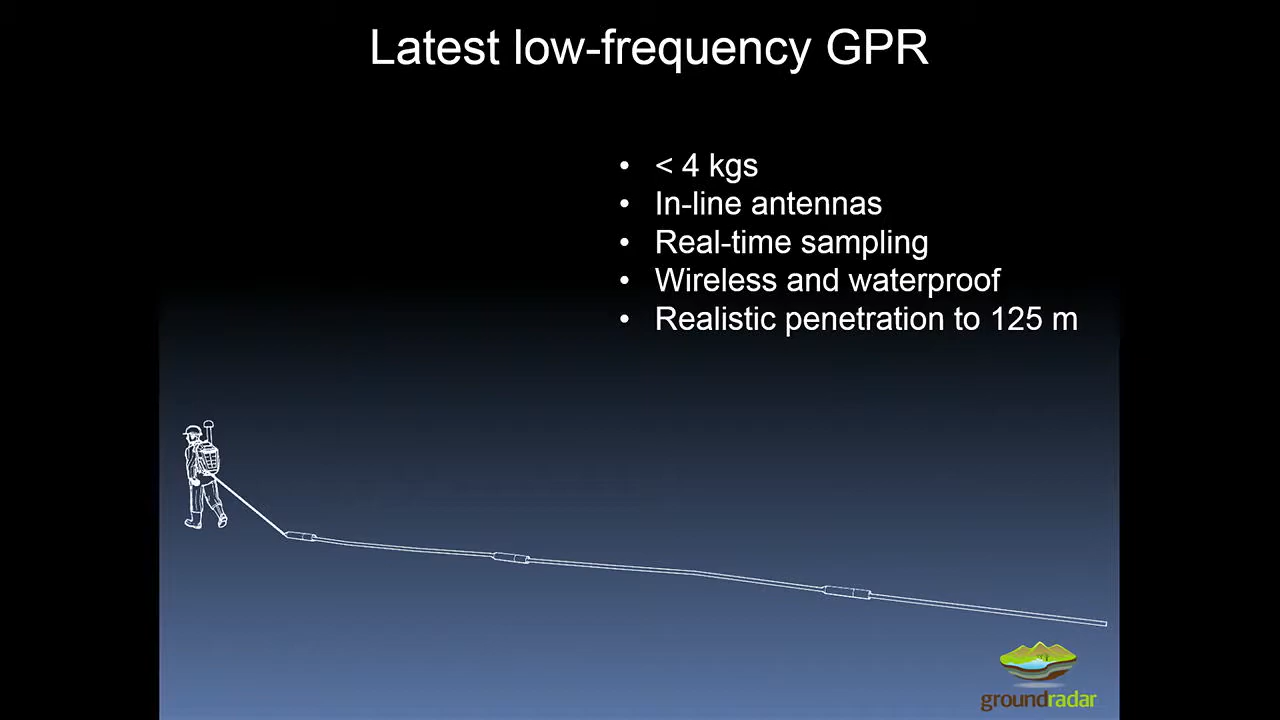 Latest low-frequency GPR
• < 4 kgs
• In-line antennas
• Real-time sampling
• Wireless and waterproof
• Realistic penetration to 125 m
groundradar